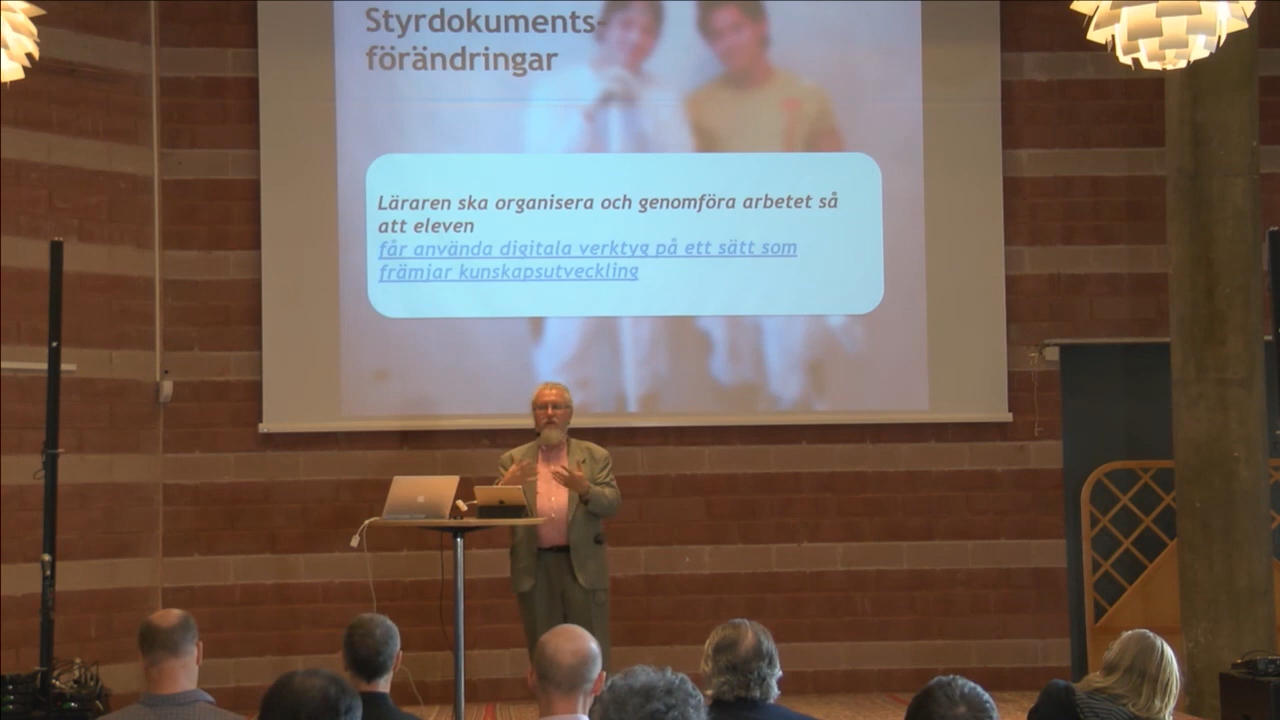 Styrdokuments-
förändringar
Läraren ska organisera och genomföra arbetet så
att eleven
får använda digitala verktyg på ett sätt som
främjar kunskapsutveckling